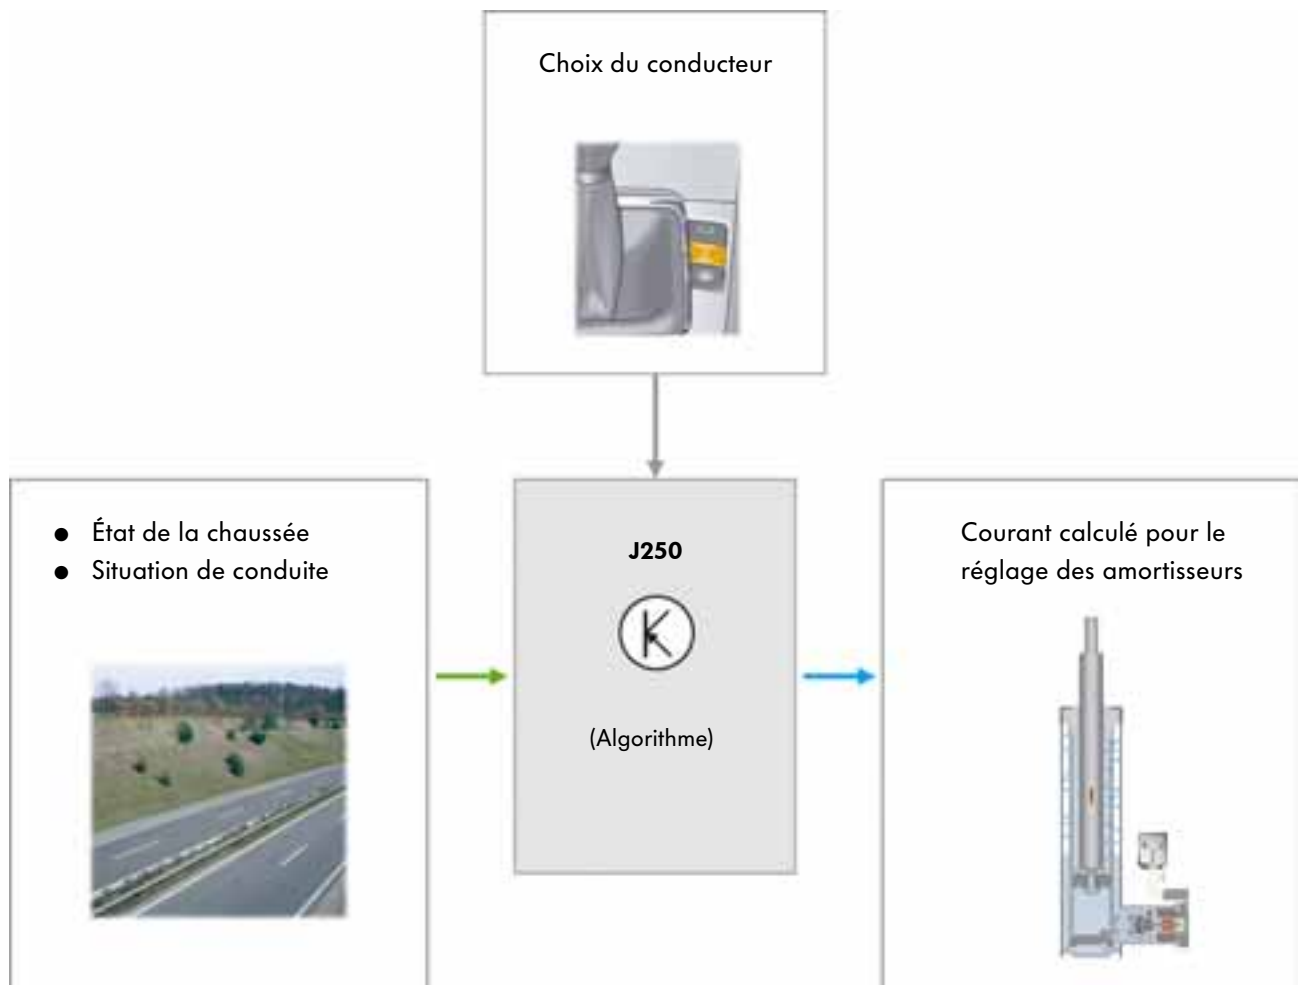 Choix du conducteur
● État de la chaussée
● Situation de conduite
J250
(Algorithme)
Courant calculé pour le
réglage des amortisseurs